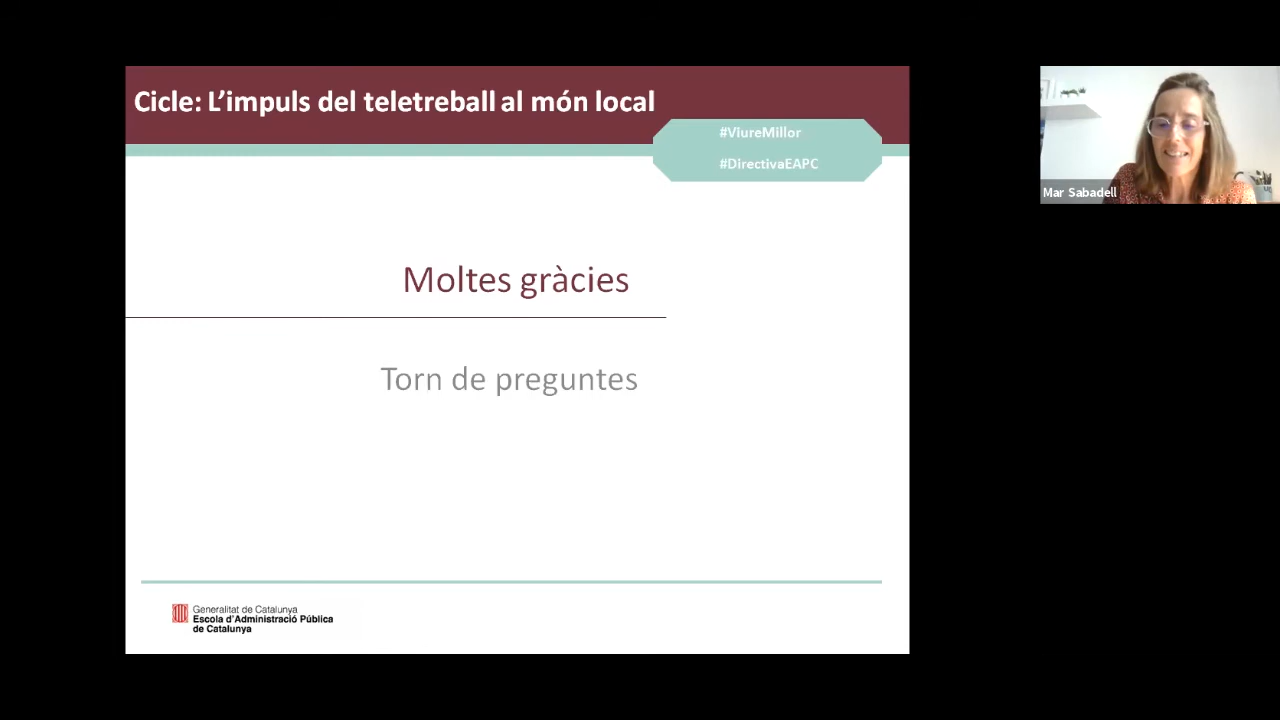 Cicle: L’impuls del teletreball al món local
#ViureMillor
#DirectivaEAPC
Moltes gràcies
Torn de preguntes
Generalitat de Catalunya
Escola d'Administració Pública
de Catalunya
Mar Sabadell